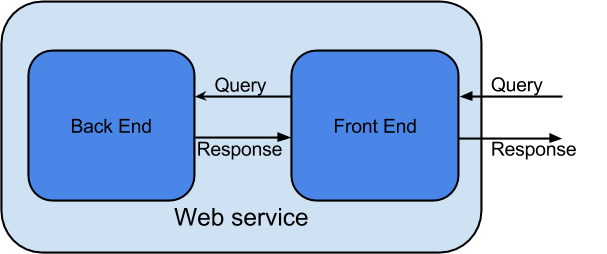 Query
Query
Back End
Front End
Response
Response
Web service